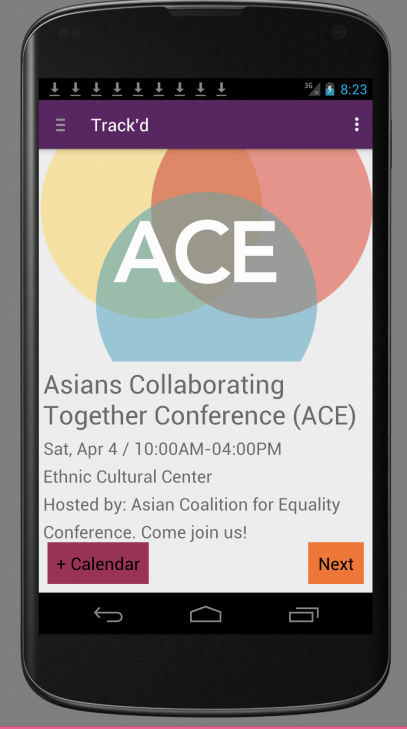 3G 8:23
Track'd
ACE
Asians Collaborating
Together Conference (ACE)
Sat, Apr 4 / 10:00AM-04:00PM
Ethnic Cultural Center
Hosted by: Asian Coalition for Equality
Conference. Come join us!
+ Calendar Next